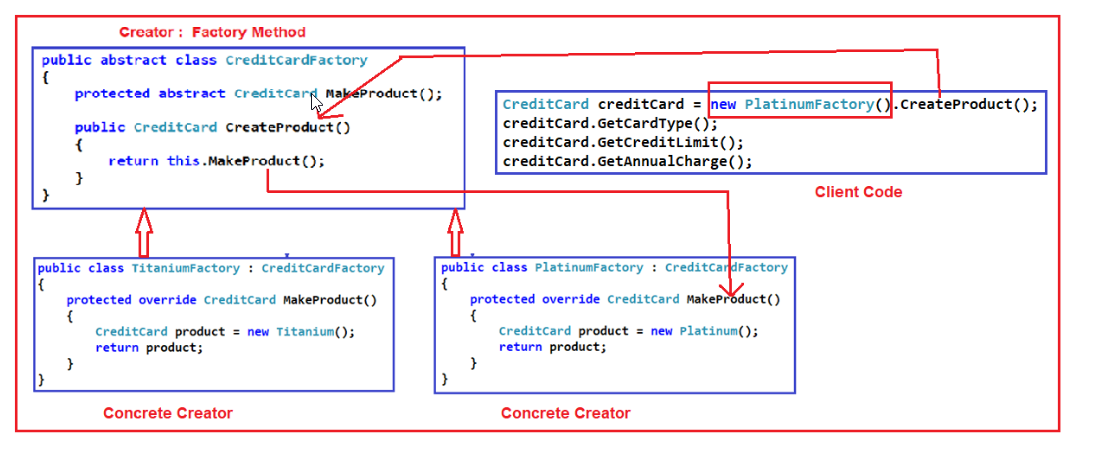 Creator : Factory Method
public abstract class CreditCardFactory
{
protected abstract CreditCard MakeProduct();
public CreditCard CreateProduct()
{
return this.MakeProduct();
}
}
CreditCard creditCard = new PlatinumFactory().CreateProduct();
creditCard.GetCardType();
creditCard.GetCreditLimit();
creditCard.GetAnnualCharge();
Client Code
public class TitaniumFactory : CreditCardFactory
{
protected override CreditCard MakeProduct()
{
CreditCard product = new Titanium();
return product;
}
}
Concrete Creator
public class PlatinumFactory : CreditCardFactory
{
protected override CreditCard MakeProduct()
{
CreditCard product = new Platinum();
return product;
}
}
Concrete Creator